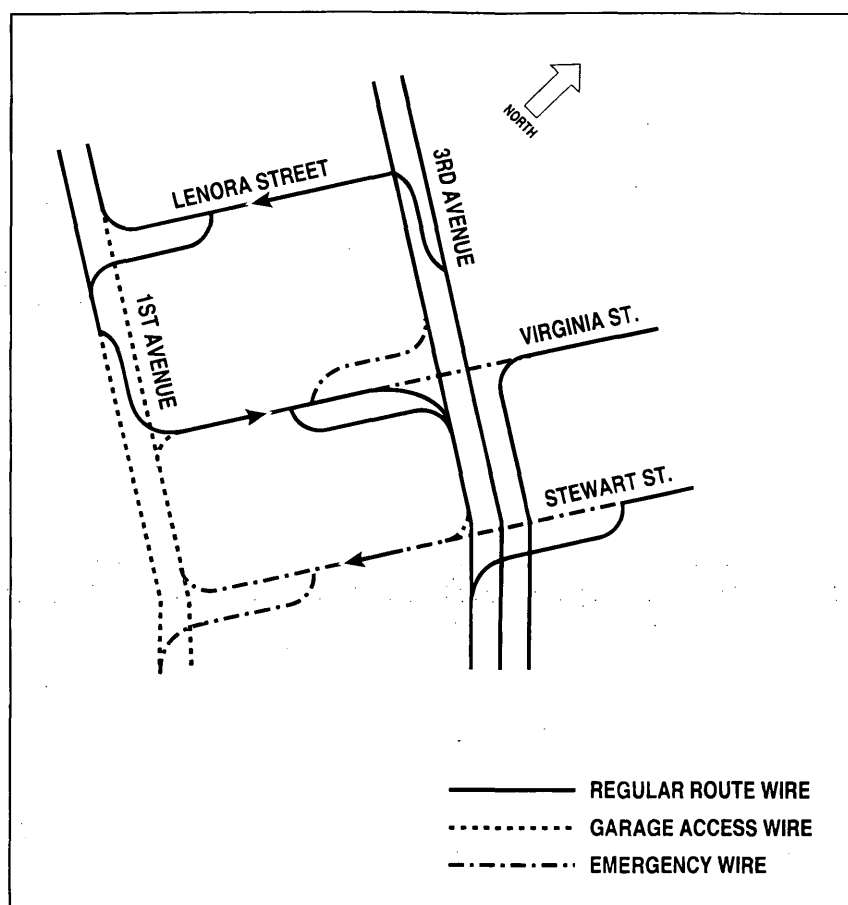 NORTH
LENORA STREET
3RD AVENUE
1ST AVENUE
VIRGINIA ST.
STEWART ST.
REGULAR ROUTE WIRE
GARAGE ACCESS WIRE
EMERGENCY WIRE